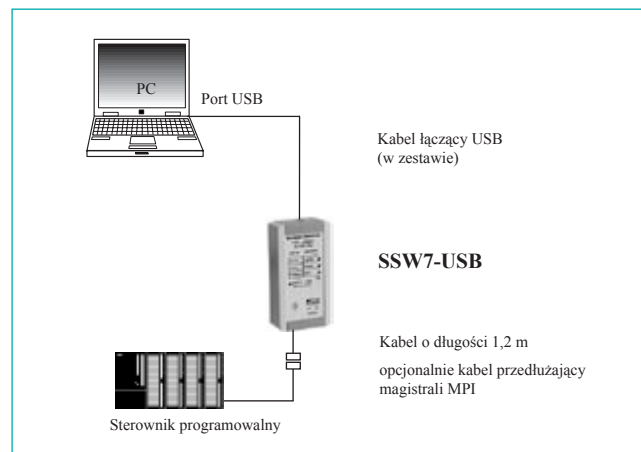 PC
Port USB
Kabel łączący USB
(w zestawie)
SSW7-USB
Kabel o długości 1,2 m
opcjonalnie kabel przedłużający
magistrali MPI
Sterownik programowalny